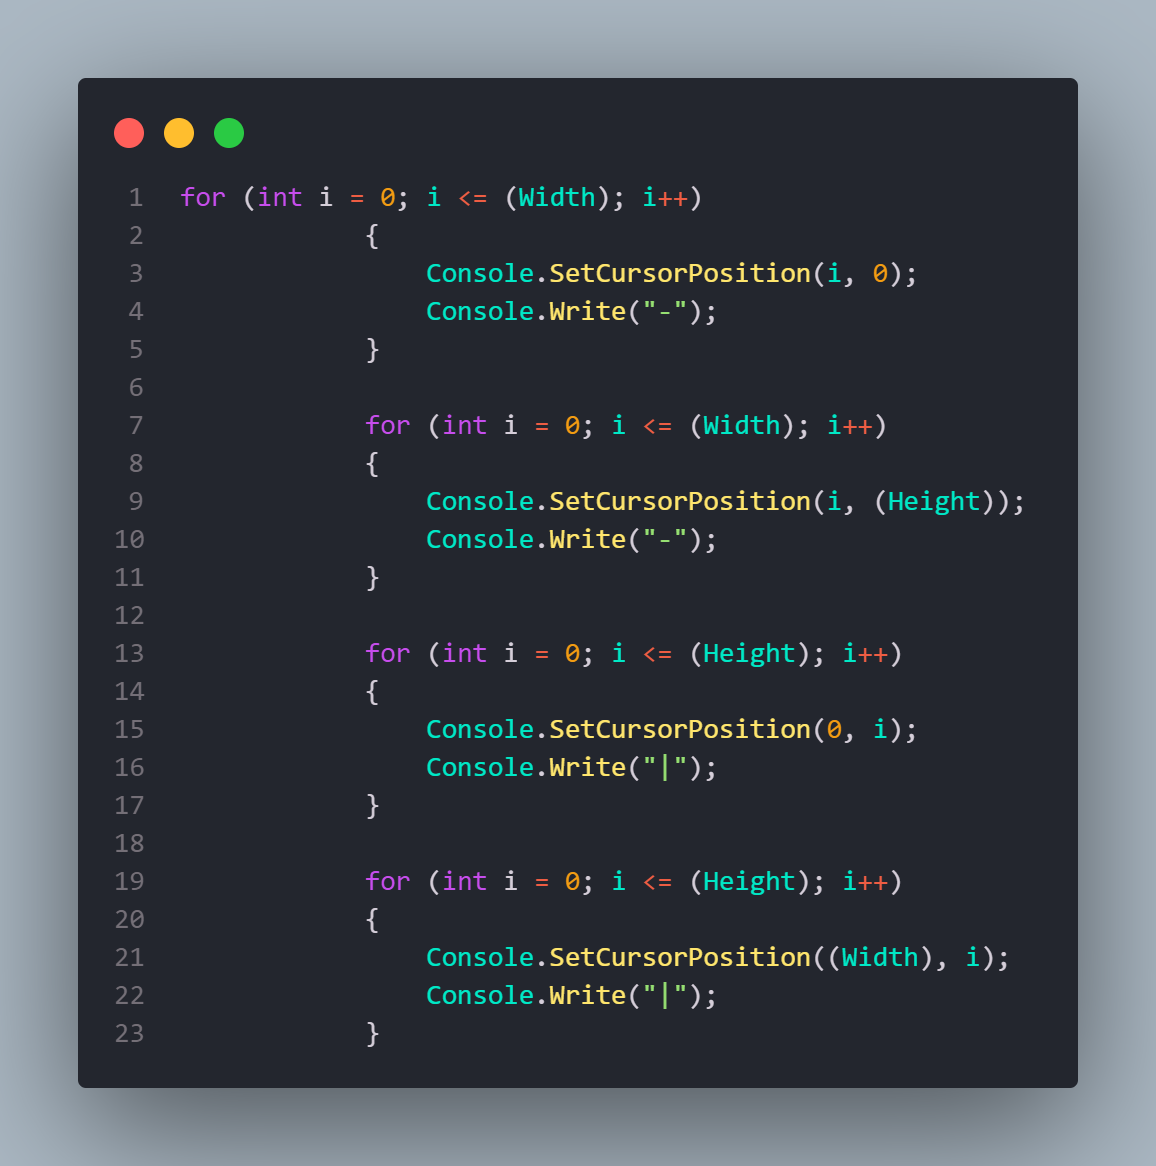 1 for (int i = 0; i <= (Width); i++)
2             {
3                 Console.SetCursorPosition(i, 0);
4                 Console.Write("-");
5             }
6
7             for (int i = 0; i <= (Width); i++)
8             {
9                 Console.SetCursorPosition(i, (Height));
10                 Console.Write("-");
11             }
12
13             for (int i = 0; i <= (Height); i++)
14             {
15                 Console.SetCursorPosition(0, i);
16                 Console.Write("|");
17             }
18
19             for (int i = 0; i <= (Height); i++)
20             {
21                 Console.SetCursorPosition((Width), i);
22                 Console.Write("|");
23             }